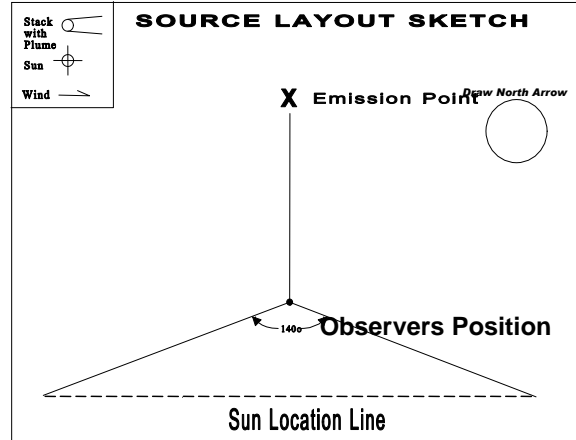 SOURCE LAYOUT SKETCH
Stack
with
Plume
Sun
Wind
X Emission Point
Draw North Arrow
140o
Observers Position
Sun Location Line